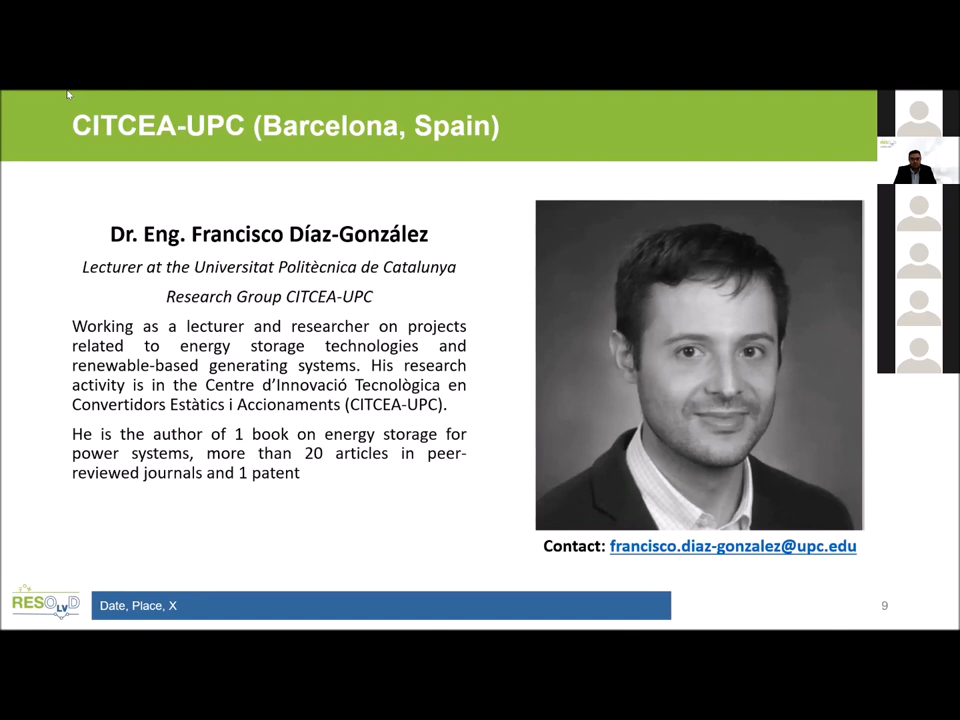 CITCEA-UPC (Barcelona, Spain)
Dr. Eng. Francisco Díaz-González
Lecturer at the Universitat Politècnica de Catalunya
Research Group CITCEA-UPC
Working as a lecturer and researcher on projects
related to energy storage technologies and
renewable-based generating systems. His research
activity is in the Centre d’Innovació Tecnològica en
Convertidors Estàtics i Accionaments (CITCEA-UPC).
He is the author of 1 book on energy storage for
power systems, more than 20 articles in peer-
reviewed journals and 1 patent
Contact: francisco.diaz-gonzalez@upc.edu
RESOLVD
Date, Place, X
9